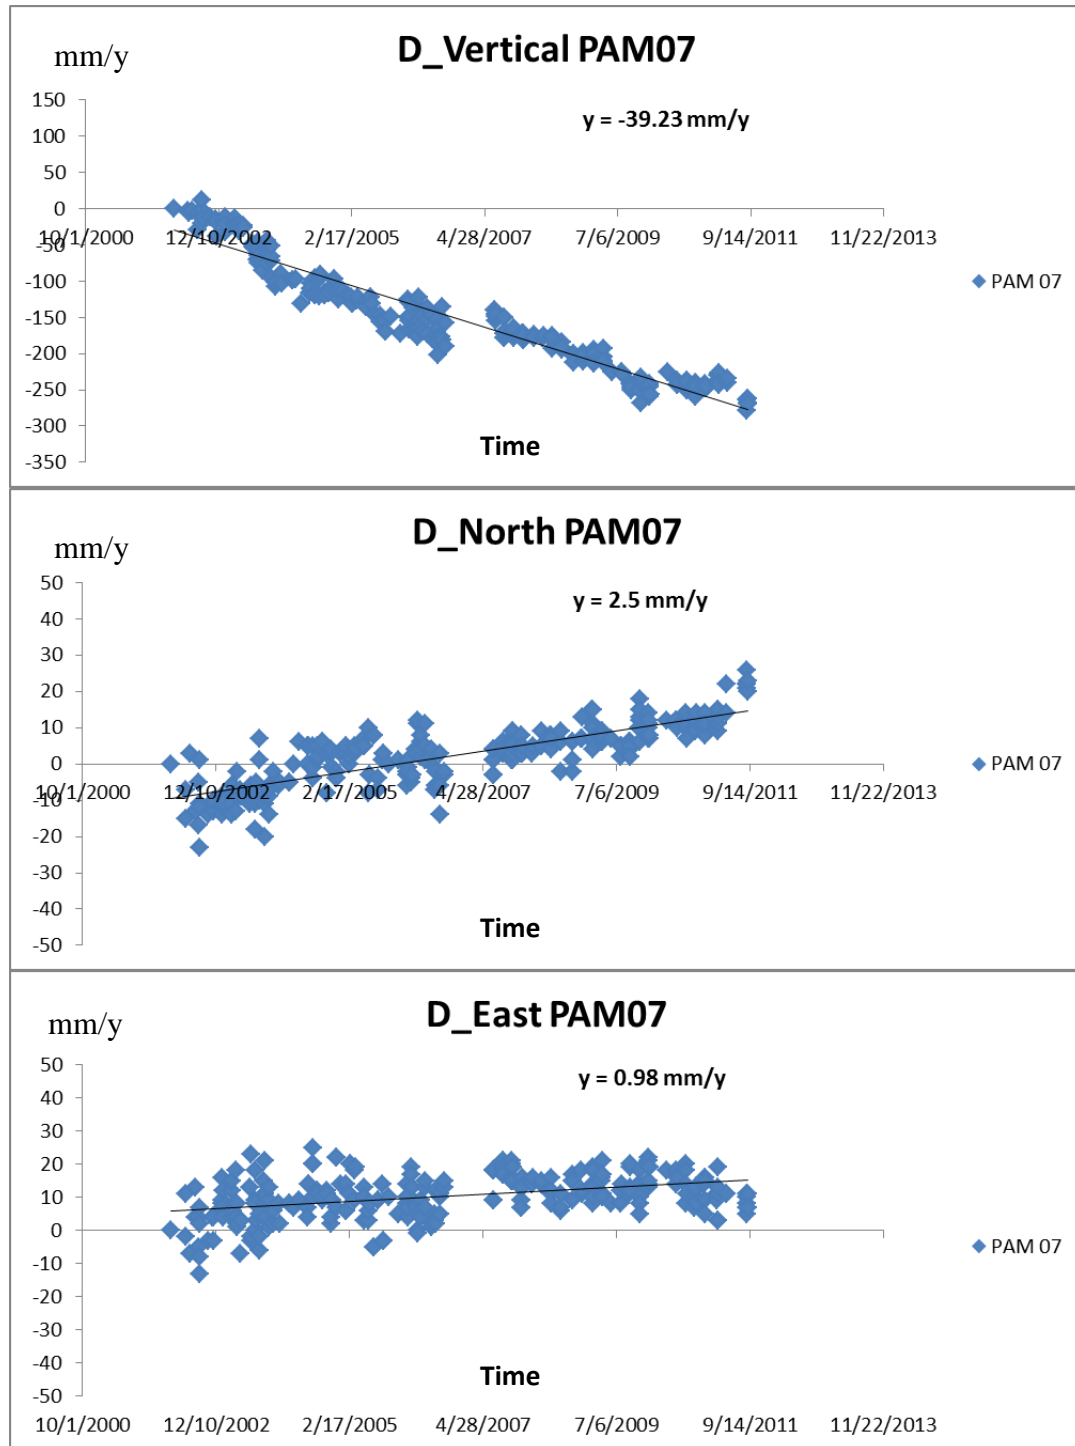 D_Vertical PAM07
mm/y
y = -39.23 mm/y
150
100
50
0
-50
-100
-150
-200
-250
-300
-350
10/1/2000 12/10/2002 2/17/2005 4/28/2007 7/6/2009 9/14/2011 11/22/2013
PAM 07
Time
D_North PAM07
mm/y
y = 2.5 mm/y
50
40
30
20
10
0
-10
-20
-30
-40
-50
10/1/2000 12/10/2002 2/17/2005 4/28/2007 7/6/2009 9/14/2011 11/22/2013
PAM 07
Time
D_East PAM07
mm/y
y = 0.98 mm/y
50
40
30
20
10
0
-10
-20
-30
-40
-50
PAM 07
Time
10/1/2000 12/10/2002 2/17/2005 4/28/2007 7/6/2009 9/14/2011 11/22/2013